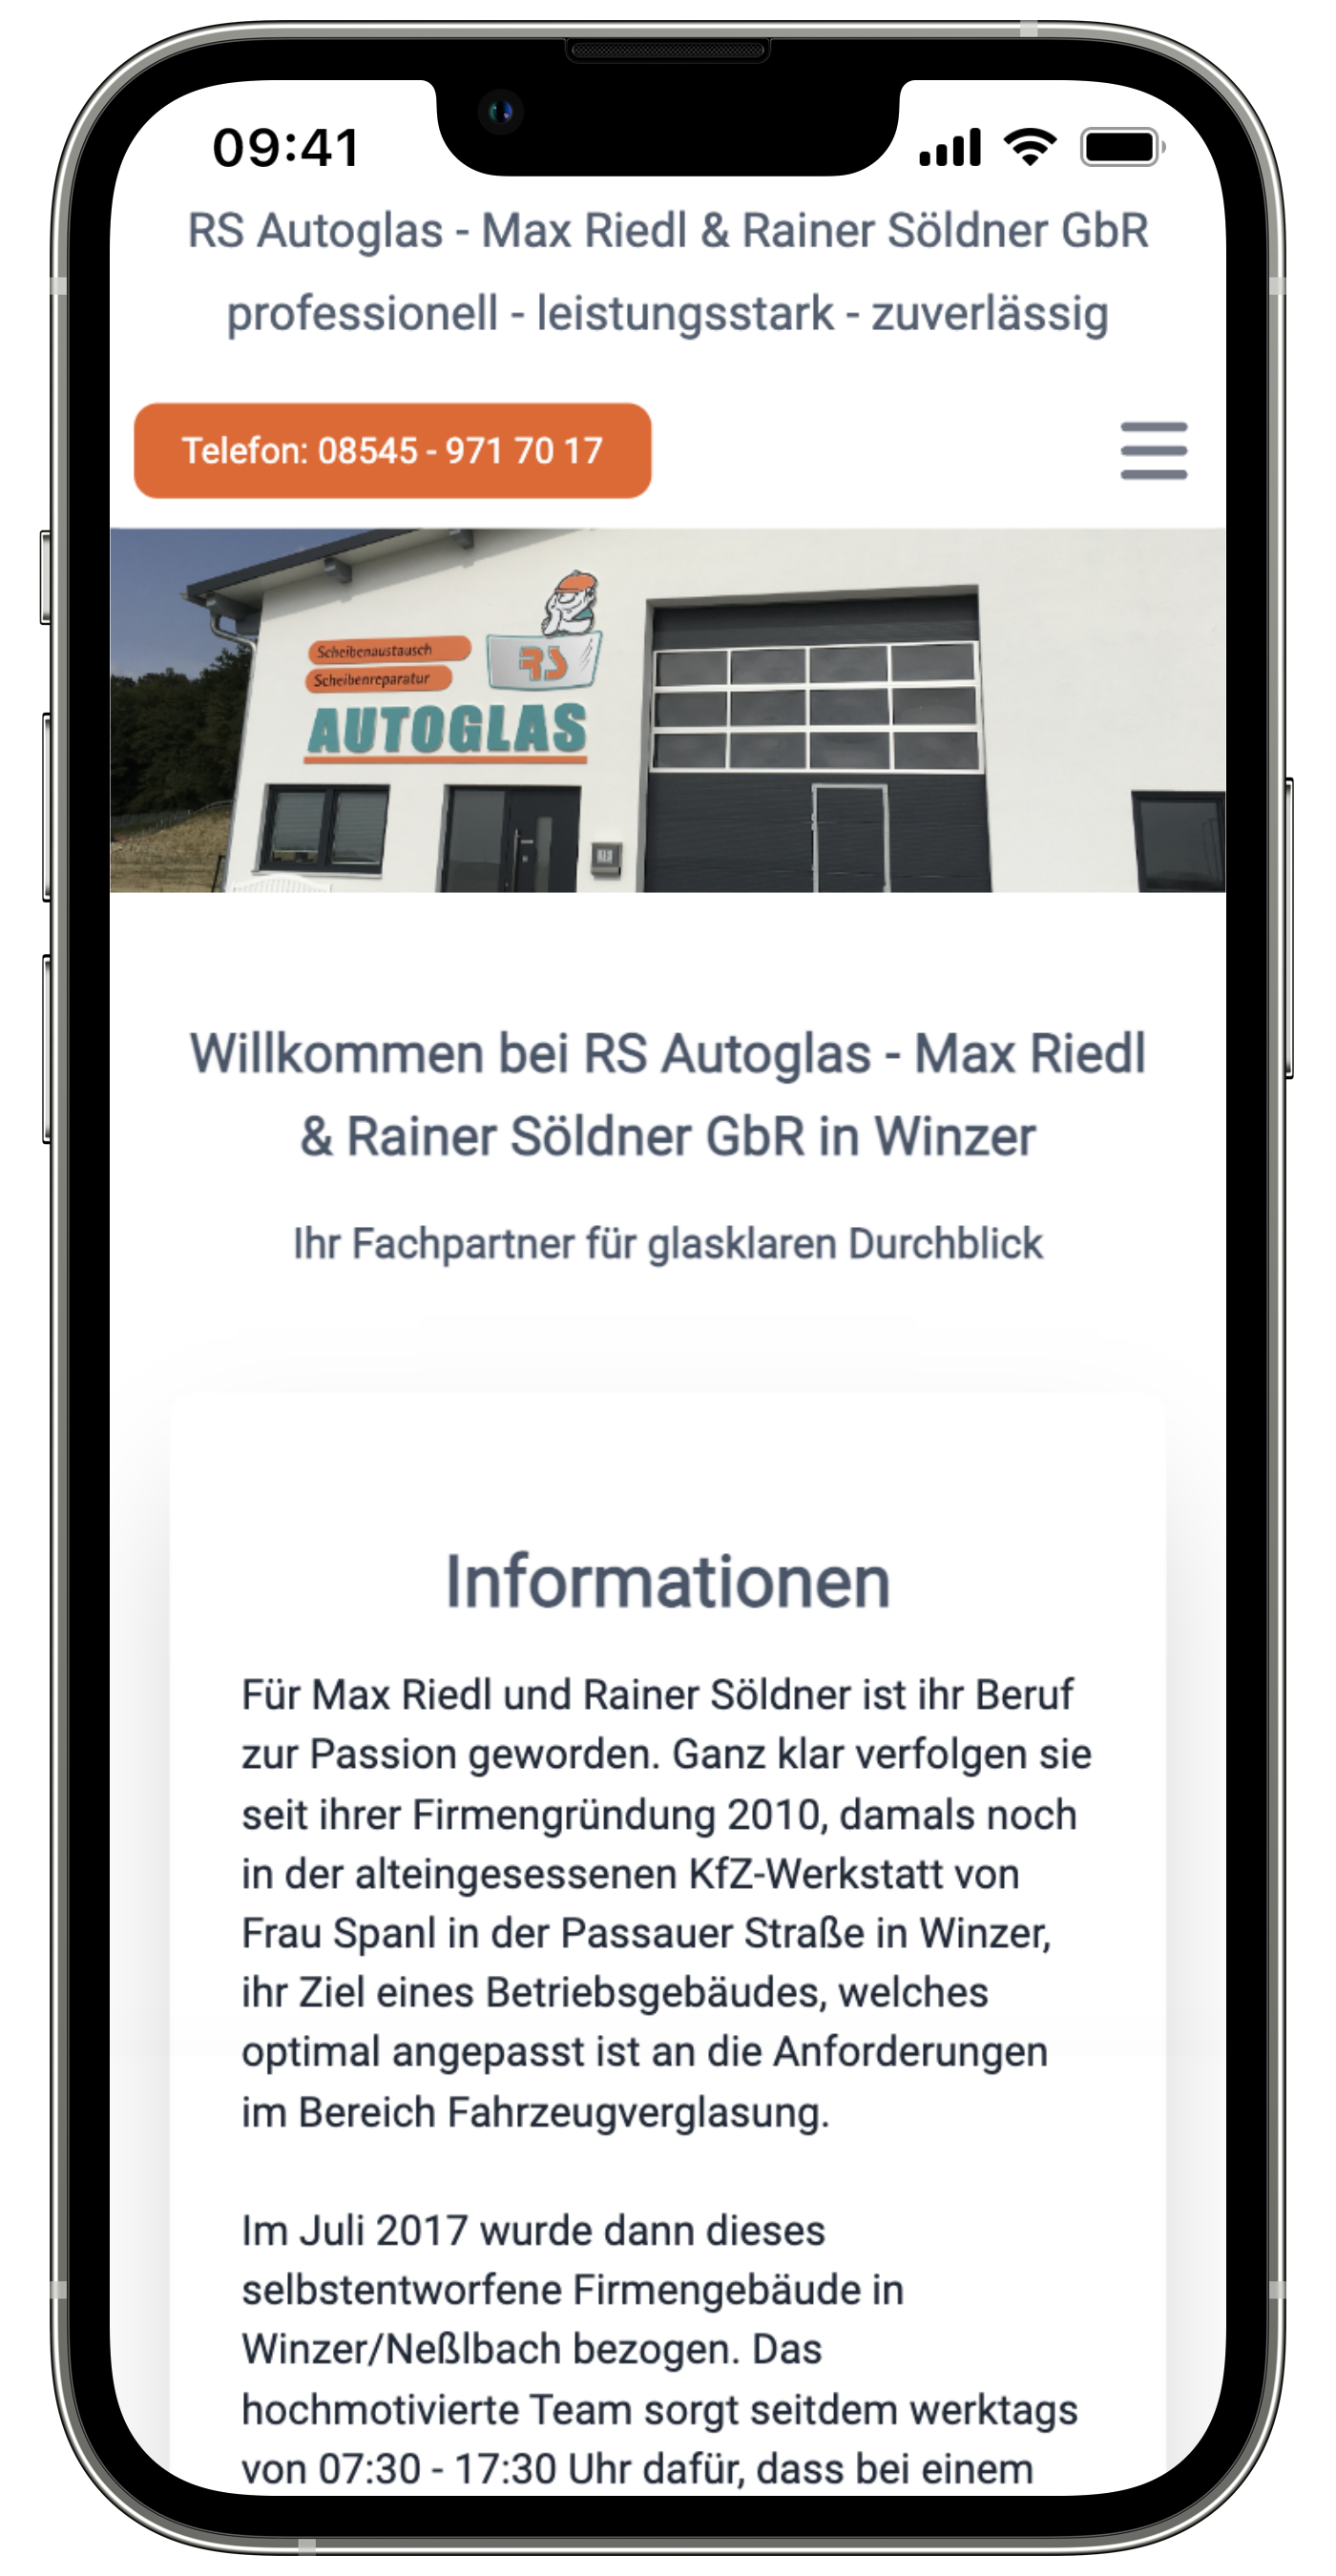 09:41
RS Autoglas - Max Riedl & Rainer Söldner GbR
professionell - leistungsstark - zuverlässig
Telefon: 08545 - 971 70 17
Scheibenaustausch
Scheibenreparatur
RS
AUTOGLAS
Willkommen bei RS Autoglas - Max Riedl
& Rainer Söldner GbR in Winzer
Ihr Fachpartner für glasklaren Durchblick
Informationen
Für Max Riedl und Rainer Söldner ist ihr Beruf
zur Passion geworden. Ganz klar verfolgen sie
seit ihrer Firmengründung 2010, damals noch
in der alteingesessenen KfZ-Werkstatt von
Frau Spanl in der Passauer Straße in Winzer,
ihr Ziel eines Betriebsgebäudes, welches
optimal angepasst ist an die Anforderungen
im Bereich Fahrzeugverglasung.
Im Juli 2017 wurde dann dieses
selbstentworfene Firmengebäude in
Winzer/Neßlbach bezogen. Das
hochmotivierte Team sorgt seitdem werktags
von 07:30 - 17:30 Uhr dafür, dass bei einem